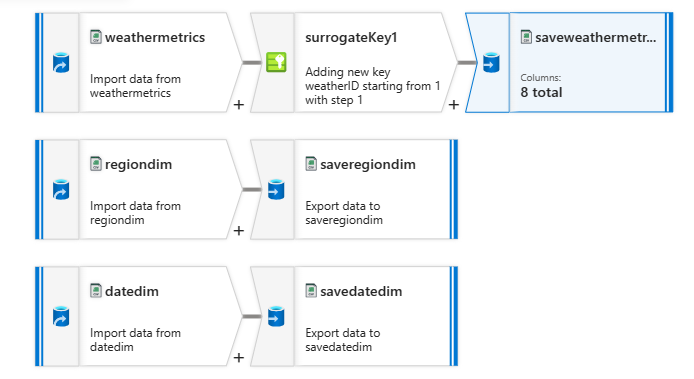 weathermetrics
Import data from
weathermetrics
+
surrogateKey1
Adding new key
weatherID starting from 1
with step 1
+
saveweathermetr...
Columns:
8 total
regiondim
Import data from
regiondim
+
saveregiondim
Export data to
saveregiondim
datedim
Import data from
datedim
+
savedatedim
Export data to
savedatedim